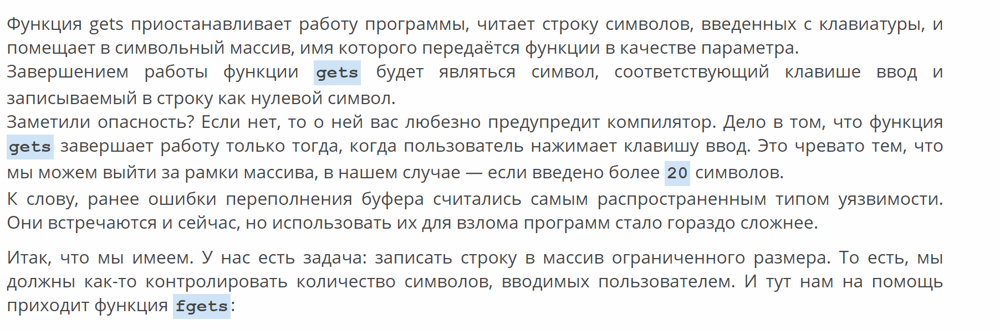 Функция gets приостанавливает работу программы, читает строку символов, введенных с клавиатуры, и
помещает в символьный массив, имя которого передаётся функции в качестве параметра.
Завершением работы функции gets будет являться символ, соответствующий клавише ввод и
записываемый в строку как нулевой символ.
Заметили опасность? Если нет, то о ней вас любезно предупредит компилятор. Дело в том, что функция
gets завершает работу только тогда, когда пользователь нажимает клавишу ввод. Это чревато тем, что
мы можем выйти за рамки массива, в нашем случае — если введено более 20 символов.
К слову, ранее ошибки переполнения буфера считались самым распространенным типом уязвимости.
Они встречаются и сейчас, но использовать их для взлома программ стало гораздо сложнее.
Итак, что мы имеем. У нас есть задача: записать строку в массив ограниченного размера. То есть, мы
должны как-то контролировать количество символов, вводимых пользователем. И тут нам на помощь
приходит функция fgets: